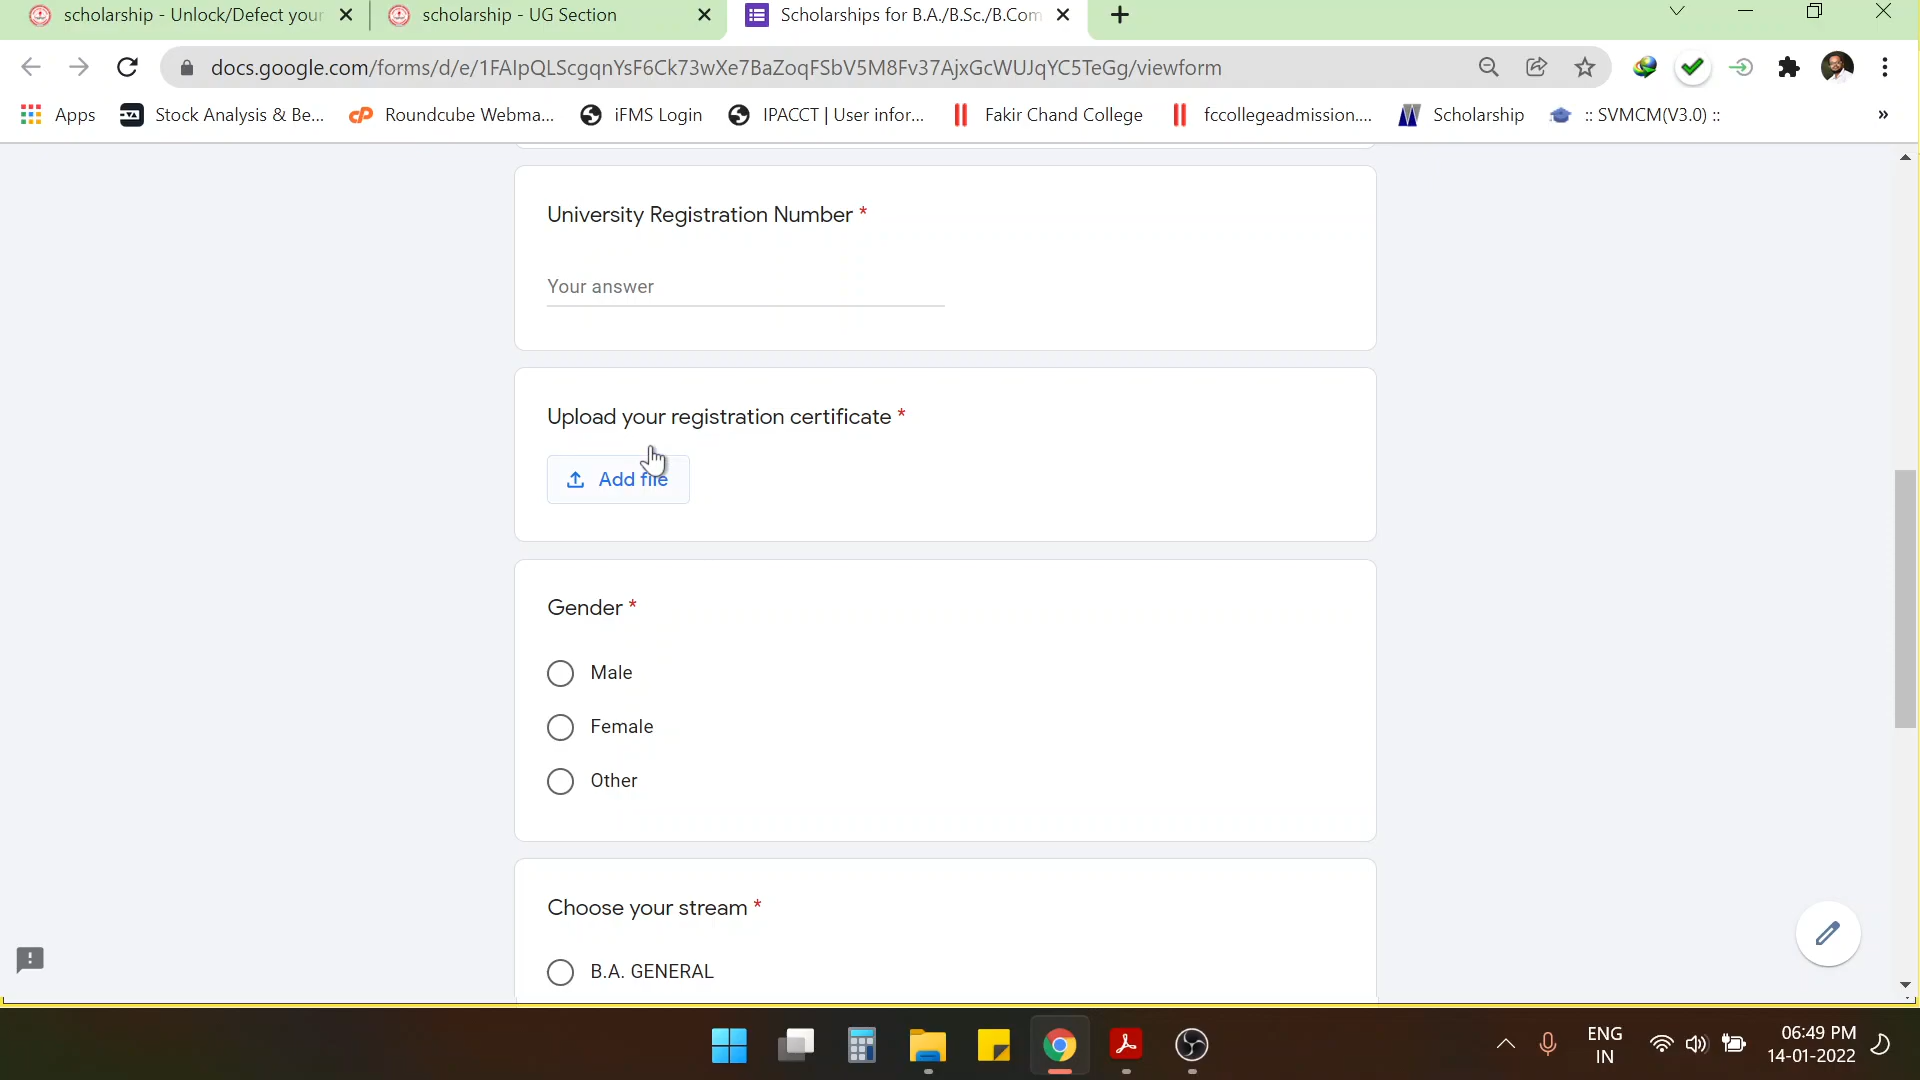 scholarship - Unlock/Defect your
scholarship - UG Section
Scholarships for B.A./B.Sc./B.Com
docs.google.com/forms/d/e/1FAIpQLScgqnYsF6Ck73wXe7BaZoqFSbV5M8Fv37AjxGcWUJqYC5TeGg/viewform
Apps
Stock Analysis & Be...
Roundcube Webma...
iFMS Login
IPACCT | User infor...
Fakir Chand College
fccollegeadmission....
Scholarship
:: SVMCM(V3.0) ::
»
University Registration Number *
Your answer
Upload your registration certificate *
Add file
Gender *
Male
Female
Other
Choose your stream *
B.A. GENERAL
ENG
IN
06:49 PM
14-01-2022